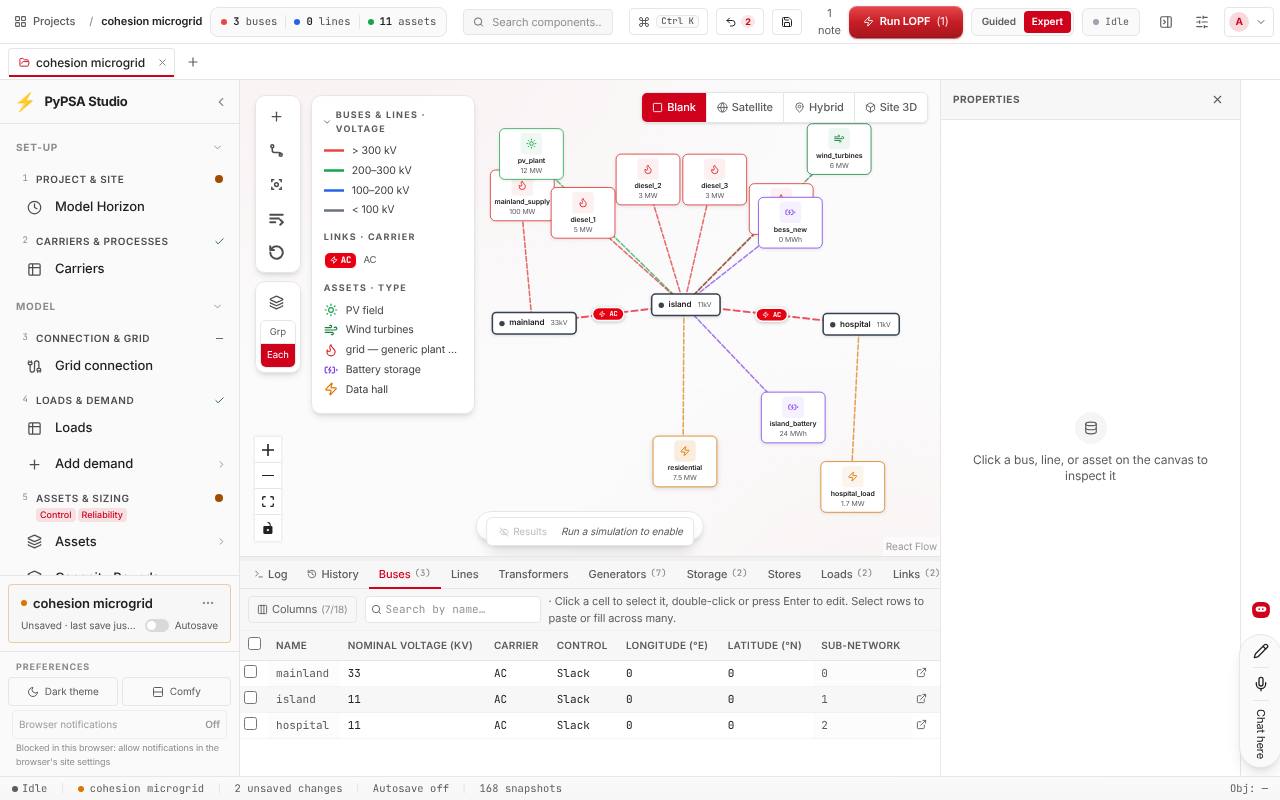 Projects / cohesion microgrid
3 buses
0 lines
11 assets
Search components..
⌘ Ctrl K
2
1 note
Run LOPF (1)
Guided
Expert
Idle
A
cohesion microgrid
PyPSA Studio
SET-UP
1 PROJECT & SITE
Model Horizon
2 CARRIERS & PROCESSES
Carriers
MODEL
3 CONNECTION & GRID
Grid connection
4 LOADS & DEMAND
Loads
Add demand
5 ASSETS & SIZING
Control Reliability
Assets
cohesion microgrid
Unsaved · last save jus... Autosave
PREFERENCES
Dark theme
Comfy
Browser notifications Off
Blocked in this browser: allow notifications in the
browser's site settings
Grp
Each
BUSES & LINES ·
VOLTAGE
> 300 kV
200–300 kV
100–200 kV
< 100 kV
LINKS · CARRIER
AC AC
ASSETS · TYPE
PV field
Wind turbines
grid — generic plant ...
Battery storage
Data hall
Blank
Satellite
Hybrid
Site 3D
pv_plant
12 MW
mainland_supply
100 MW
diesel_1
5 MW
diesel_2
3 MW
diesel_3
3 MW
wind_turbines
6 MW
bess_new
0 MWh
mainland 33kV
AC
island 11kV
AC
hospital 11kV
island_battery
24 MWh
residential
7.5 MW
hospital_load
1.7 MW
Results Run a simulation to enable
React Flow
PROPERTIES
Click a bus, line, or asset on the canvas to
inspect it
Log
History
Buses (3)
Lines
Transformers
Generators (7)
Storage (2)
Stores
Loads (2)
Links (2)
Columns (7/18)
Search by name…
· Click a cell to select it, double-click or press Enter to edit. Select rows to
paste or fill across many.
NAME NOMINAL VOLTAGE (KV) CARRIER CONTROL LONGITUDE (°E) LATITUDE (°N) SUB-NETWORK
mainland 33 AC Slack 0 0 0
island 11 AC Slack 0 0 1
hospital 11 AC Slack 0 0 2
Chat here
Idle
cohesion microgrid
2 unsaved changes
Autosave off
168 snapshots
Obj: —